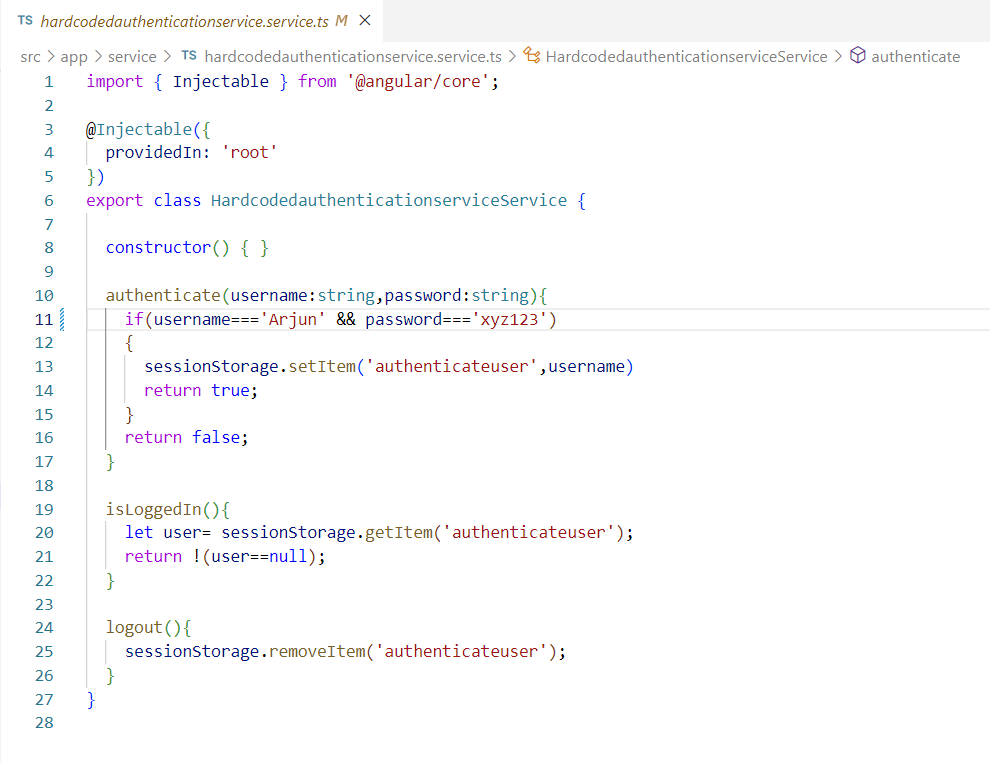 TS hardcodedauthenticationservice.service.ts M ×
src > app > service > TS hardcodedauthenticationservice.service.ts > HardcodedauthenticationserviceService > authenticate
1 import { Injectable } from '@angular/core';
2
3 @Injectable({
4   providedIn: 'root'
5 })
6 export class HardcodedauthenticationserviceService {
7
8   constructor() { }
9
10   authenticate(username:string,password:string){
11     if(username==='Arjun' && password==='xyz123')
12     {
13       sessionStorage.setItem('authenticateuser',username)
14       return true;
15     }
16     return false;
17   }
18
19   isLoggedIn(){
20     let user= sessionStorage.getItem('authenticateuser');
21     return !(user==null);
22   }
23
24   logout(){
25     sessionStorage.removeItem('authenticateuser');
26   }
27 }
28